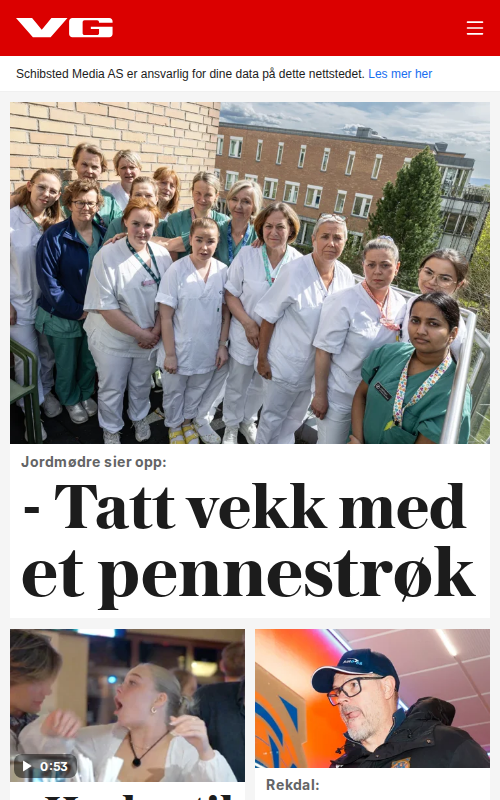 VG
Schibsted Media AS er ansvarlig for dine data på dette nettstedet. Les mer her
Jordmødre sier opp:
- Tatt vekk med
et pennestrøk
0:53
Rekdal: